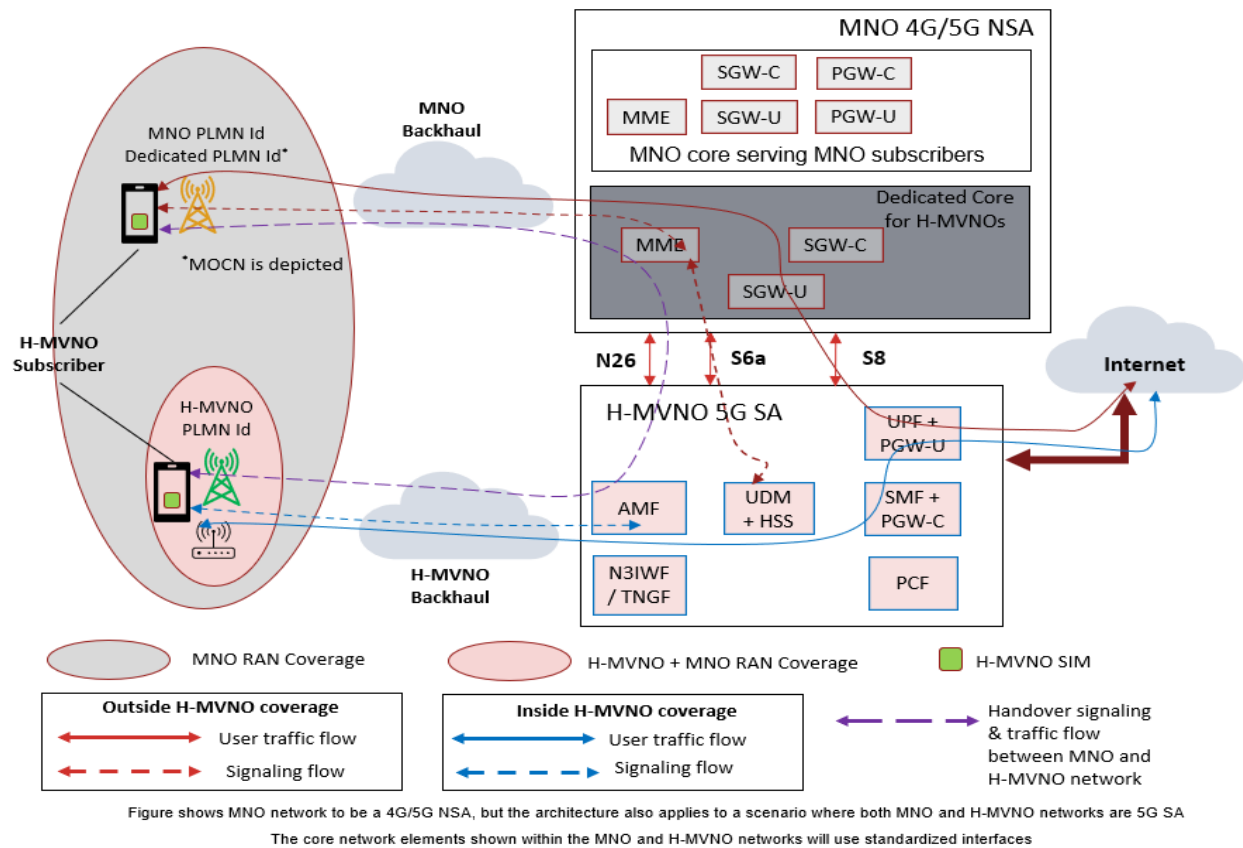 MNO 4G/5G NSA
SGW-C
PGW-C
MME
SGW-U
PGW-U
MNO core serving MNO subscribers
Dedicated Core
for H-MVNOs
MME
SGW-C
SGW-U
MNO
Backhaul
MNO PLMN Id
Dedicated PLMN Id*
*MOCN is depicted
H-MVNO
Subscriber
H-MVNO
PLMN Id
N26
S6a
S8
Internet
H-MVNO 5G SA
UPF +
PGW-U
AMF
UDM
+ HSS
SMF +
PGW-C
N3IWF
/ TNGF
PCF
H-MVNO
Backhaul
MNO RAN Coverage
H-MVNO + MNO RAN Coverage
H-MVNO SIM
Outside H-MVNO coverage
User traffic flow
Signaling flow
Inside H-MVNO coverage
User traffic flow
Signaling flow
Handover signaling
& traffic flow
between MNO and
H-MVNO network
Figure shows MNO network to be a 4G/5G NSA, but the architecture also applies to a scenario where both MNO and H-MVNO networks are 5G SA
The core network elements shown within the MNO and H-MVNO networks will use standardized interfaces